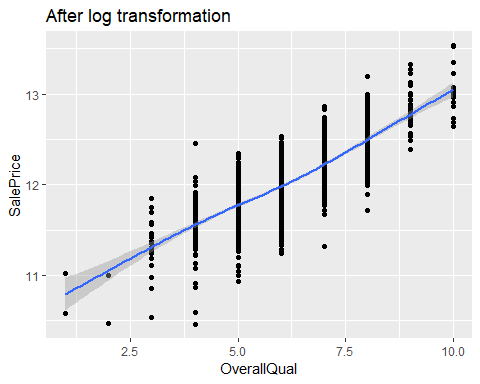 After log transformation
SalePrice
13
12
11
2.5 5.0 7.5 10.0
OverallQual